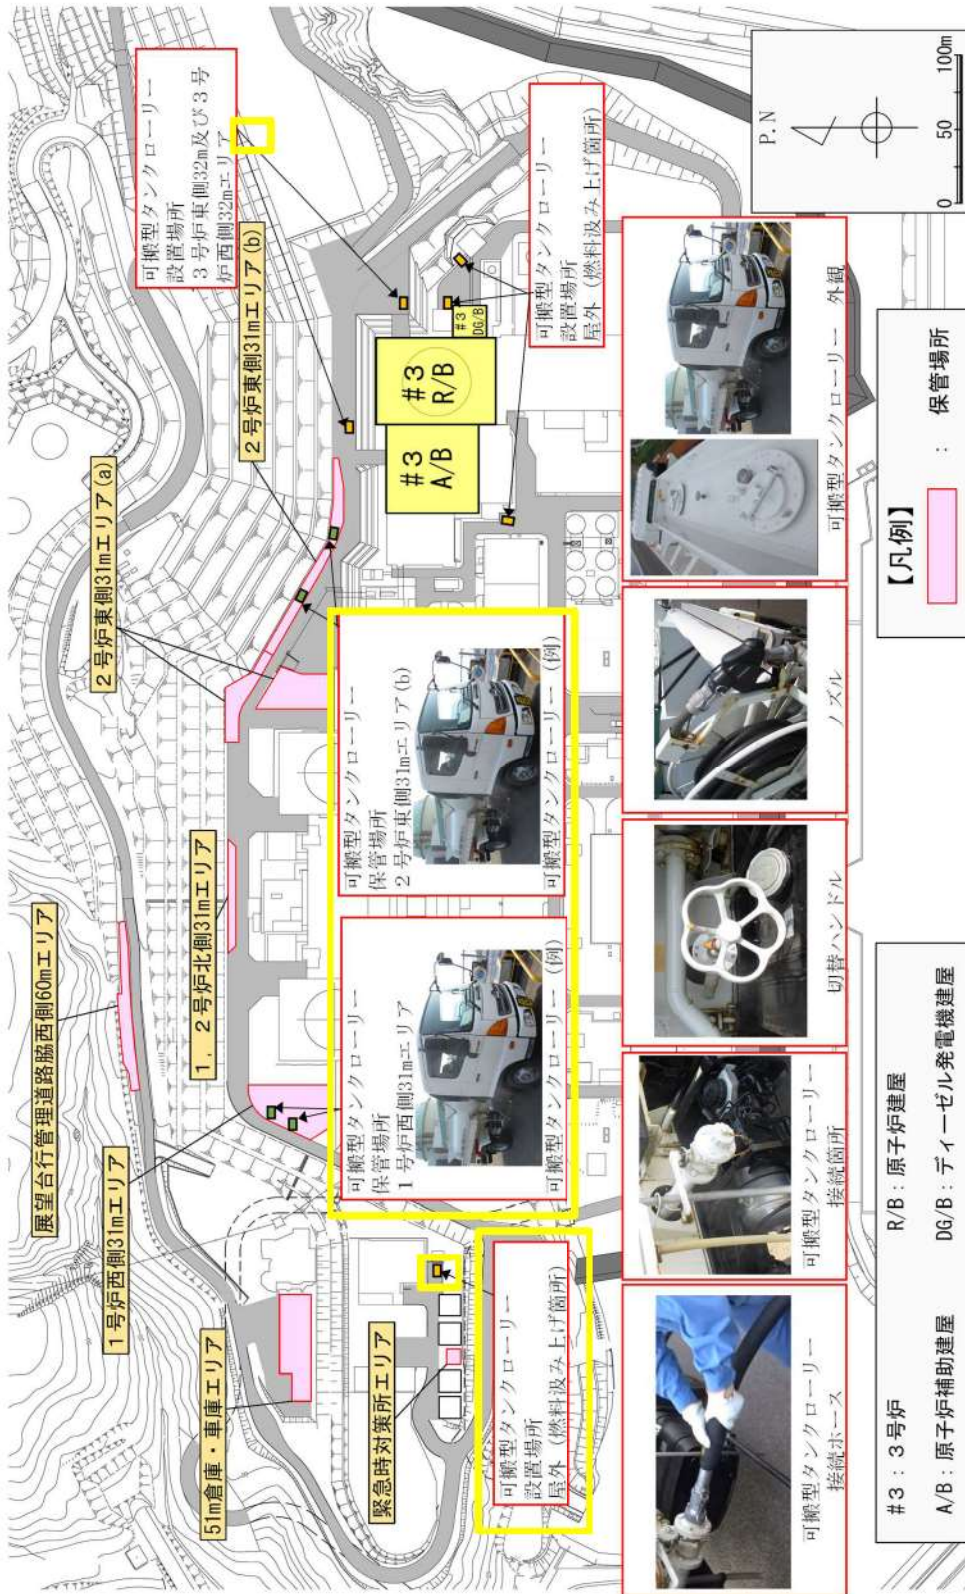 51m倉庫・車庫エリア
1号炉西側31mエリア
展望台行管理道路脇西側60mエリア
1，2号炉北側31mエリア
2号炉東側31mエリア(a)
2号炉東側31mエリア(b)
可搬型タンクローリー
設置場所
3号炉東側32m及び3号
炉西側32mエリア
緊急時対策所エリア
可搬型タンクローリー
設置場所
屋外（燃料汲み上げ箇所）
可搬型タンクローリー
保管場所
1号炉西側31mエリア
可搬型タンクローリー（例）
可搬型タンクローリー
保管場所
2号炉東側31mエリア(b)
可搬型タンクローリー（例）
#3
A/B
#3
R/B
#3
DG/B
可搬型タンクローリー
設置場所
屋外（燃料汲み上げ箇所）
P.N
0 50 100m
可搬型タンクローリー
接続ホース
可搬型タンクローリー
接続箇所
切替ハンドル
ノズル
可搬型タンクローリー 外観
#3：3号炉
R/B：原子炉建屋
A/B：原子炉補助建屋
DG/B：ディーゼル発電機建屋
【凡例】
：保管場所